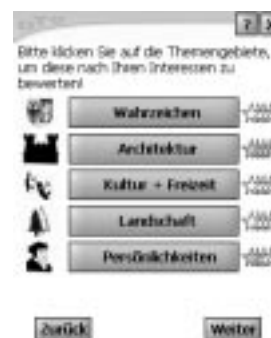 ? x
Bitte klicken Sie auf die Themengebiete,
um diese nach Ihren Interessen zu
bewerten!
Wahrzeichen
Architektur
Kultur + Freizeit
Landschaft
Persönlichkeiten
Zurück Weiter